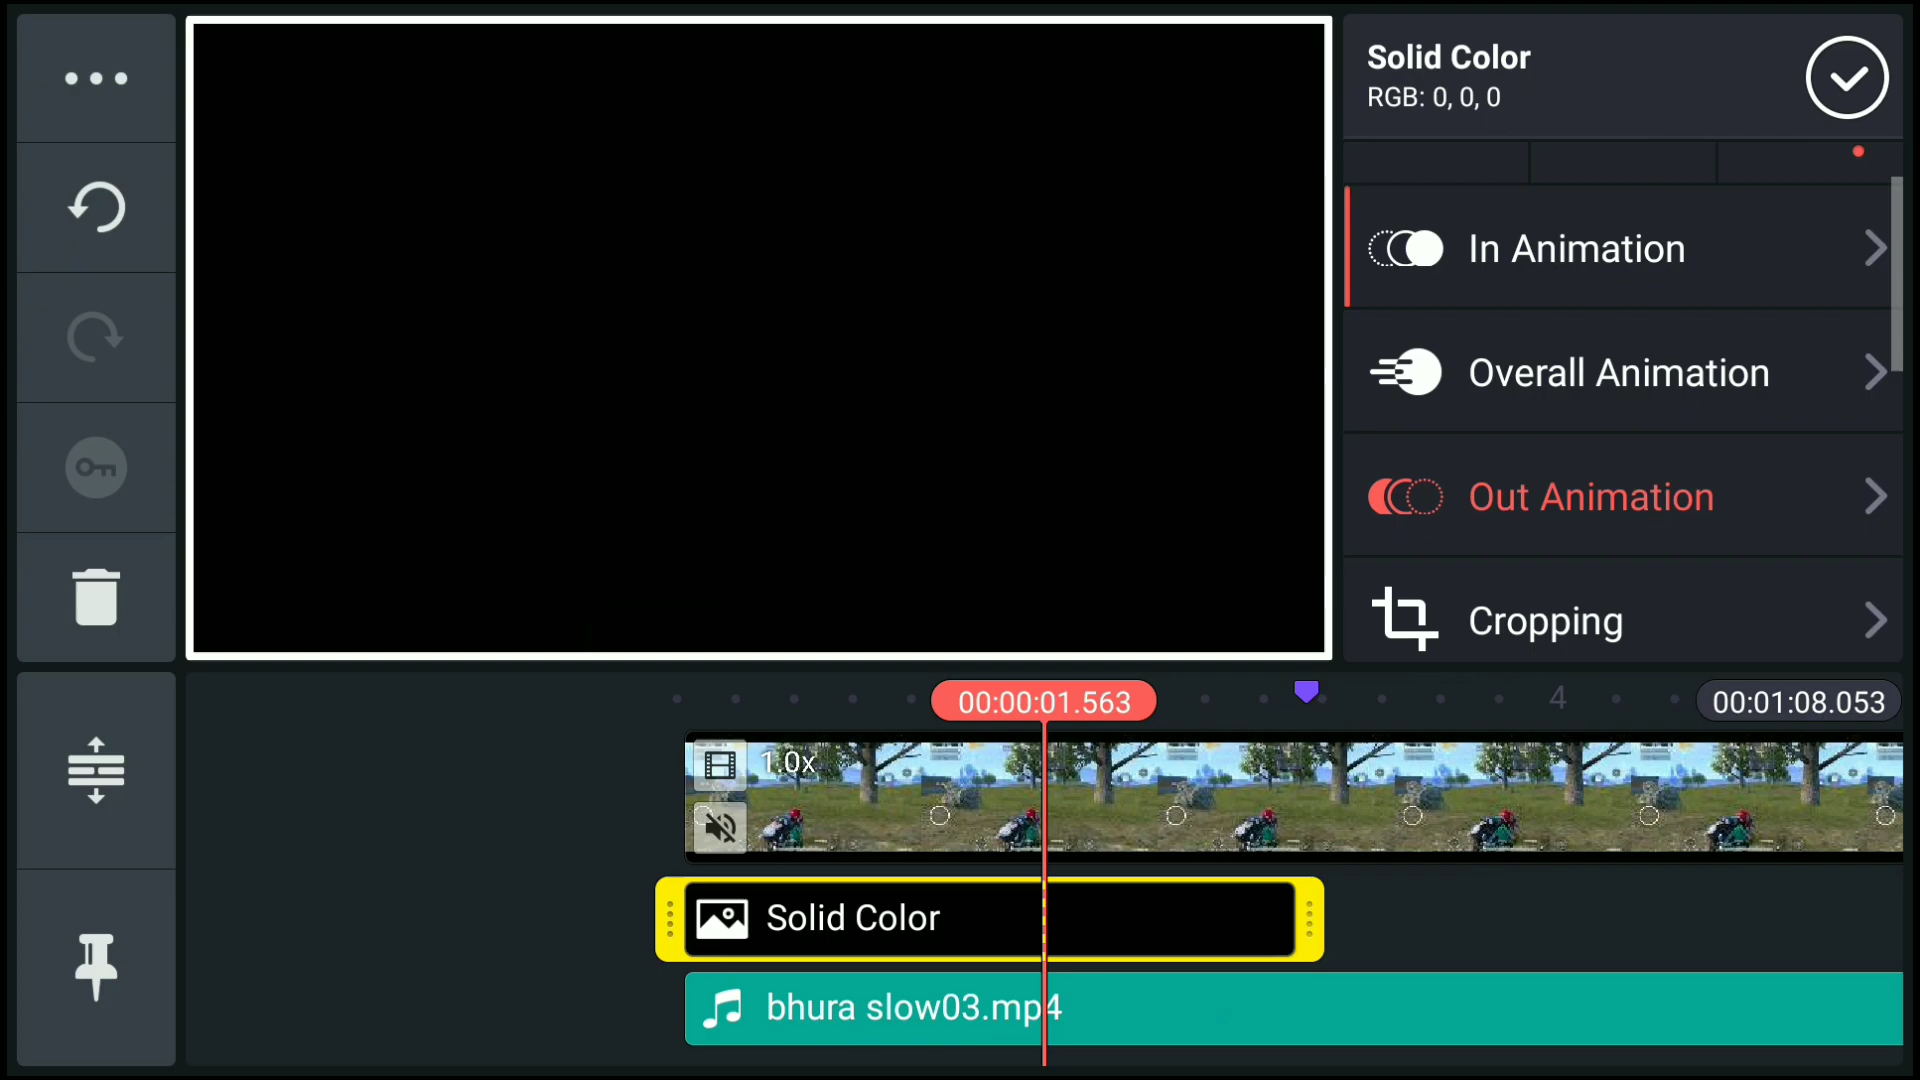 Solid Color
RGB: 0, 0, 0
In Animation
Overall Animation
Out Animation
Cropping
00:00:01.563
4
00:01:08.053
1.0x
Solid Color
bhura slow03.mp4